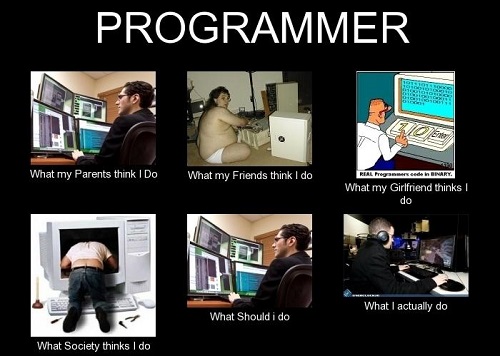 PROGRAMMER
REAL Programmers code in BINARY.
What my Parents think I Do
What my Friends think I do
What my Girlfriend thinks I
do
What Society thinks I do
What Should i do
What I actually do